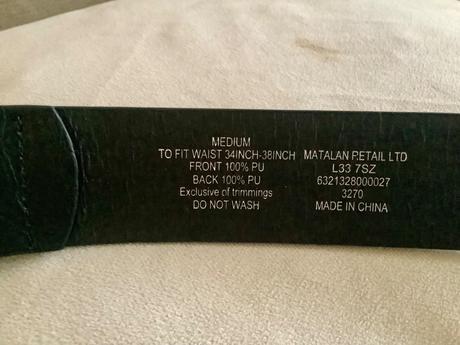 MEDIUM
TO FIT WAIST 34INCH-38INCH
FRONT 100% PU
BACK 100% PU
Exclusive of trimmings
DO NOT WASH
MATALAN RETAIL LTD
L33 7SZ
6321328000027
3270
MADE IN CHINA